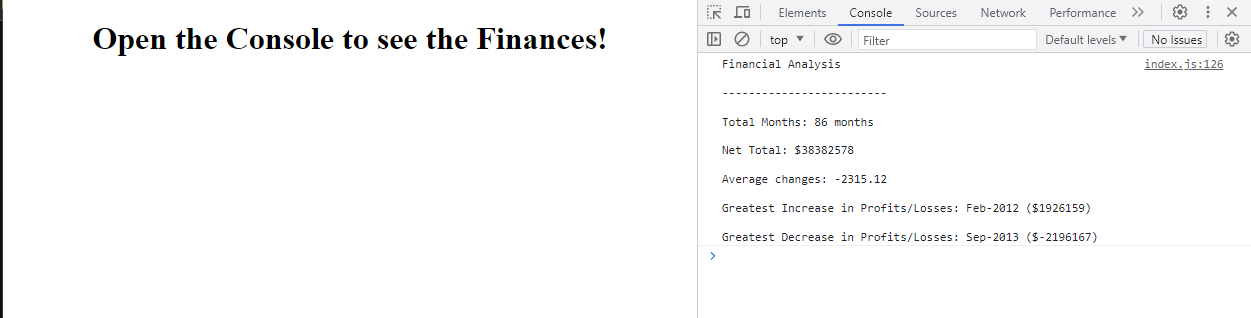 Open the Console to see the Finances!
Elements Console Sources Network Performance
top Filter Default levels No Issues
Financial Analysis index.js:126
-------------------------
Total Months: 86 months
Net Total: $38382578
Average changes: -2315.12
Greatest Increase in Profits/Losses: Feb-2012 ($1926159)
Greatest Decrease in Profits/Losses: Sep-2013 ($-2196167)